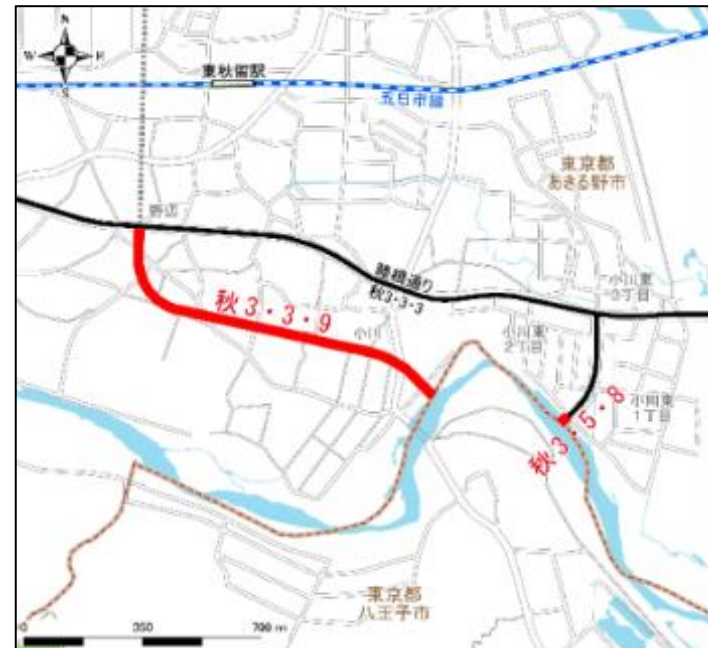 N
W E
S
東秋留駅
五日市線
東京都
あきる野市
野辺
睦橋通り
秋3・3・3
小川東
3丁目
秋3・3・9
小川
小川東
2丁目
小川東
1丁目
秋3・5・8
東京都
八王子市
0 350 700 m